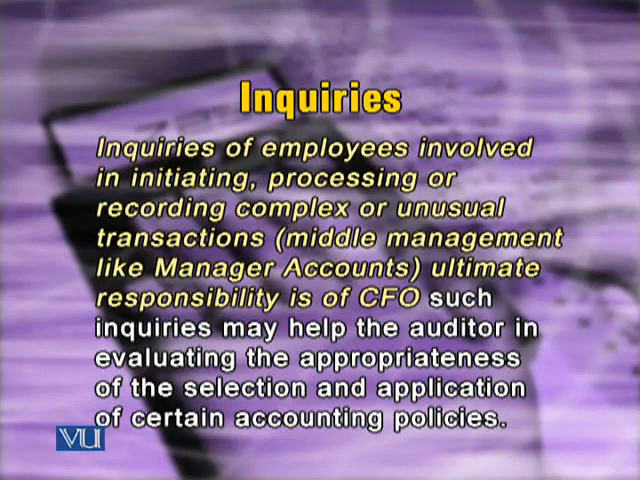 Inquiries
Inquiries of employees involved
in initiating, processing or
recording complex or unusual
transactions (middle management
like Manager Accounts) ultimate
responsibility is of CFO such
inquiries may help the auditor in
evaluating the appropriateness
of the selection and application
of certain accounting policies.
VU